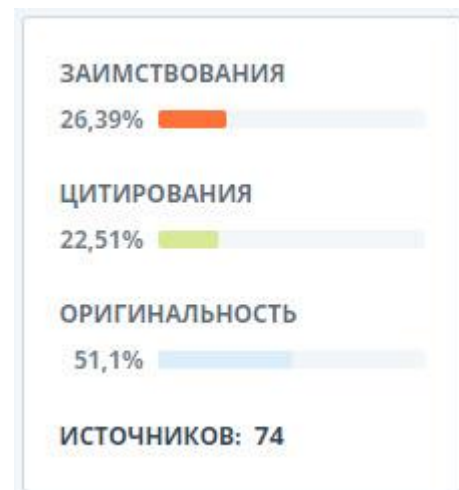 ЗАИМСТВОВАНИЯ
26,39%
ЦИТИРОВАНИЯ
22,51%
ОРИГИНАЛЬНОСТЬ
51,1%
ИСТОЧНИКОВ: 74